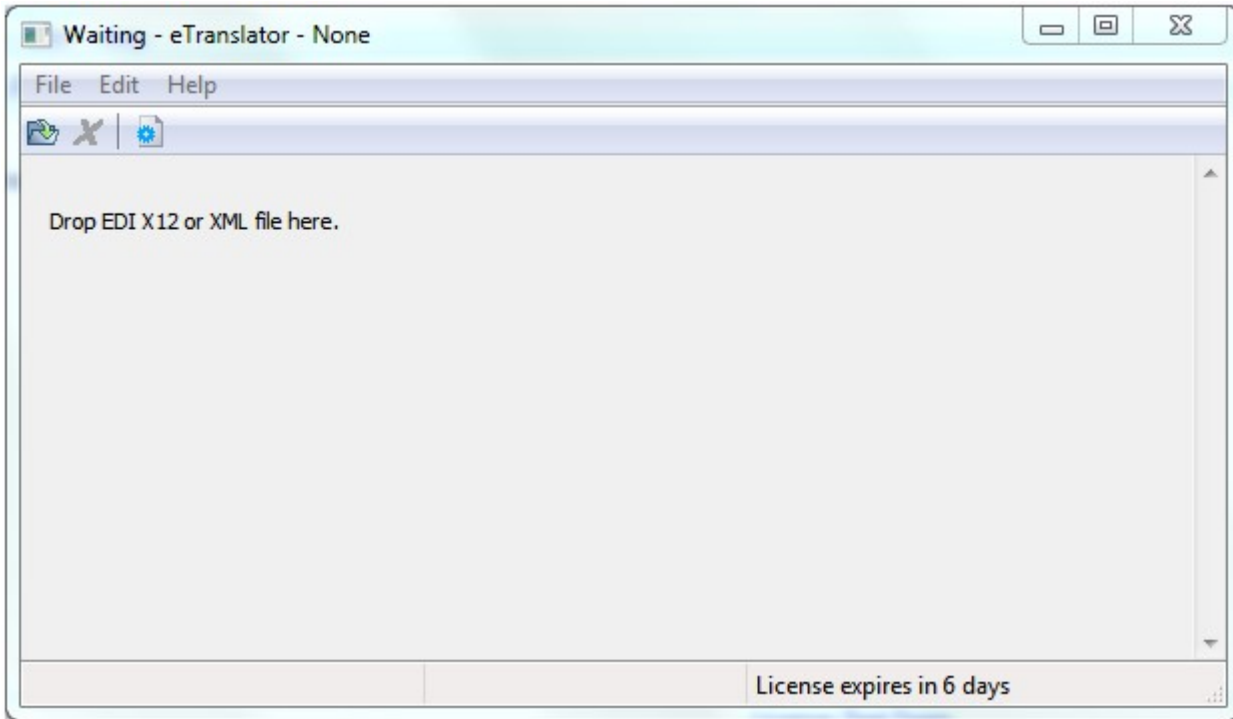 Waiting - eTranslator - None
File Edit Help
Drop EDI X12 or XML file here.
License expires in 6 days